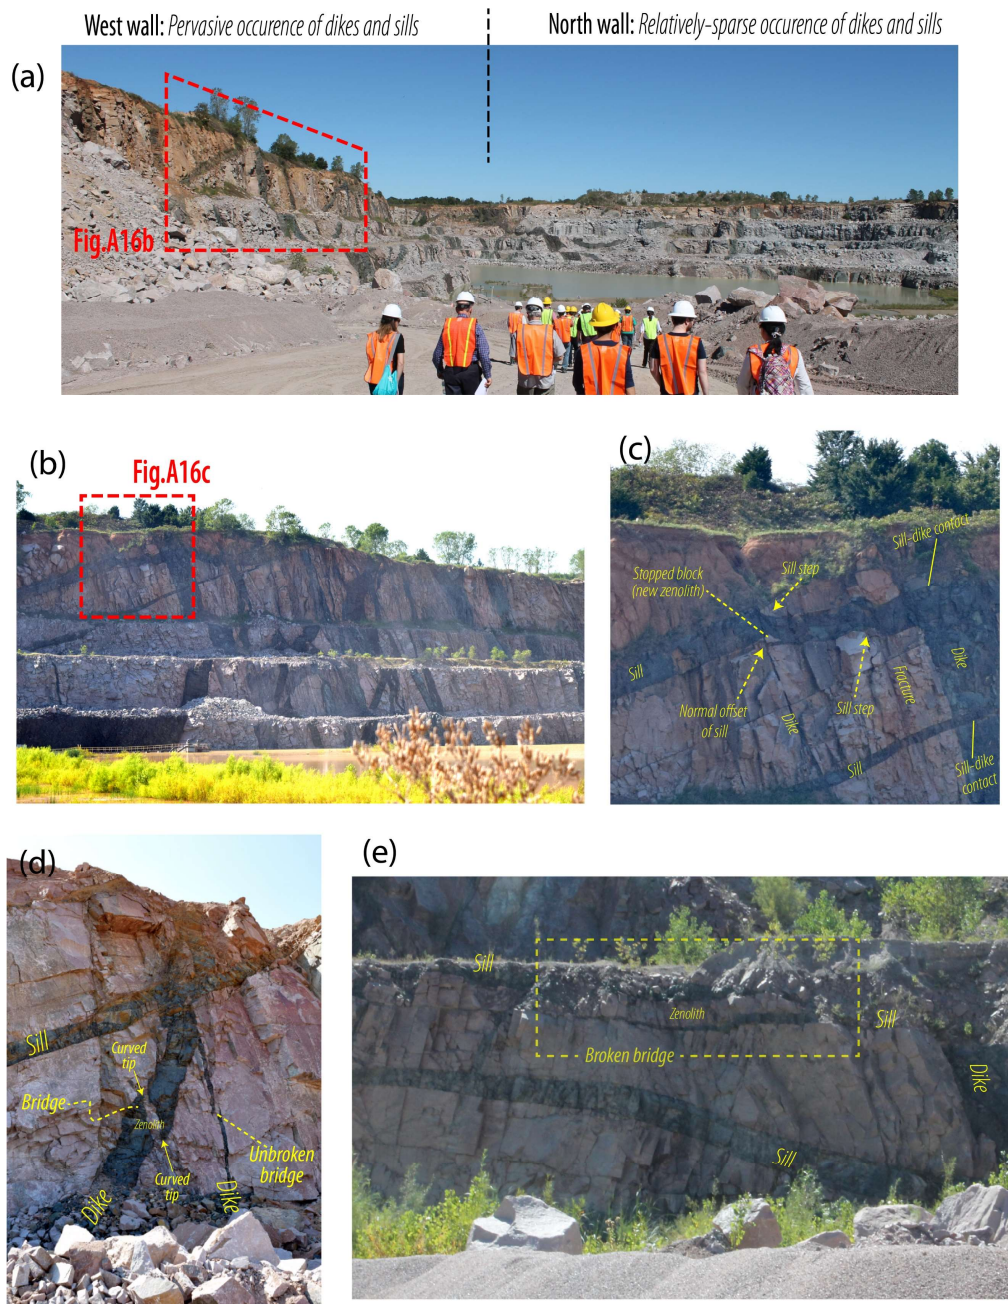 West wall: Pervasive occurence of dikes and sills
North wall: Relatively-sparse occurence of dikes and sills
(a)
Fig.A16b
(b)
Fig.A16c
(c)
Sill-dike contact
Sill step
Stopped block
(new zenolith)
Sill
Dike
Fracture
Normal offset
of sill
Dike
Sill step
Sill
Sill-dike
contact
(d)
Sill
Curved
tip
Bridge
Zenolith
Unbroken
bridge
Curved
tip
Dike
Dike
(e)
Sill
Zenolith
Sill
Broken bridge
Dike
Sill